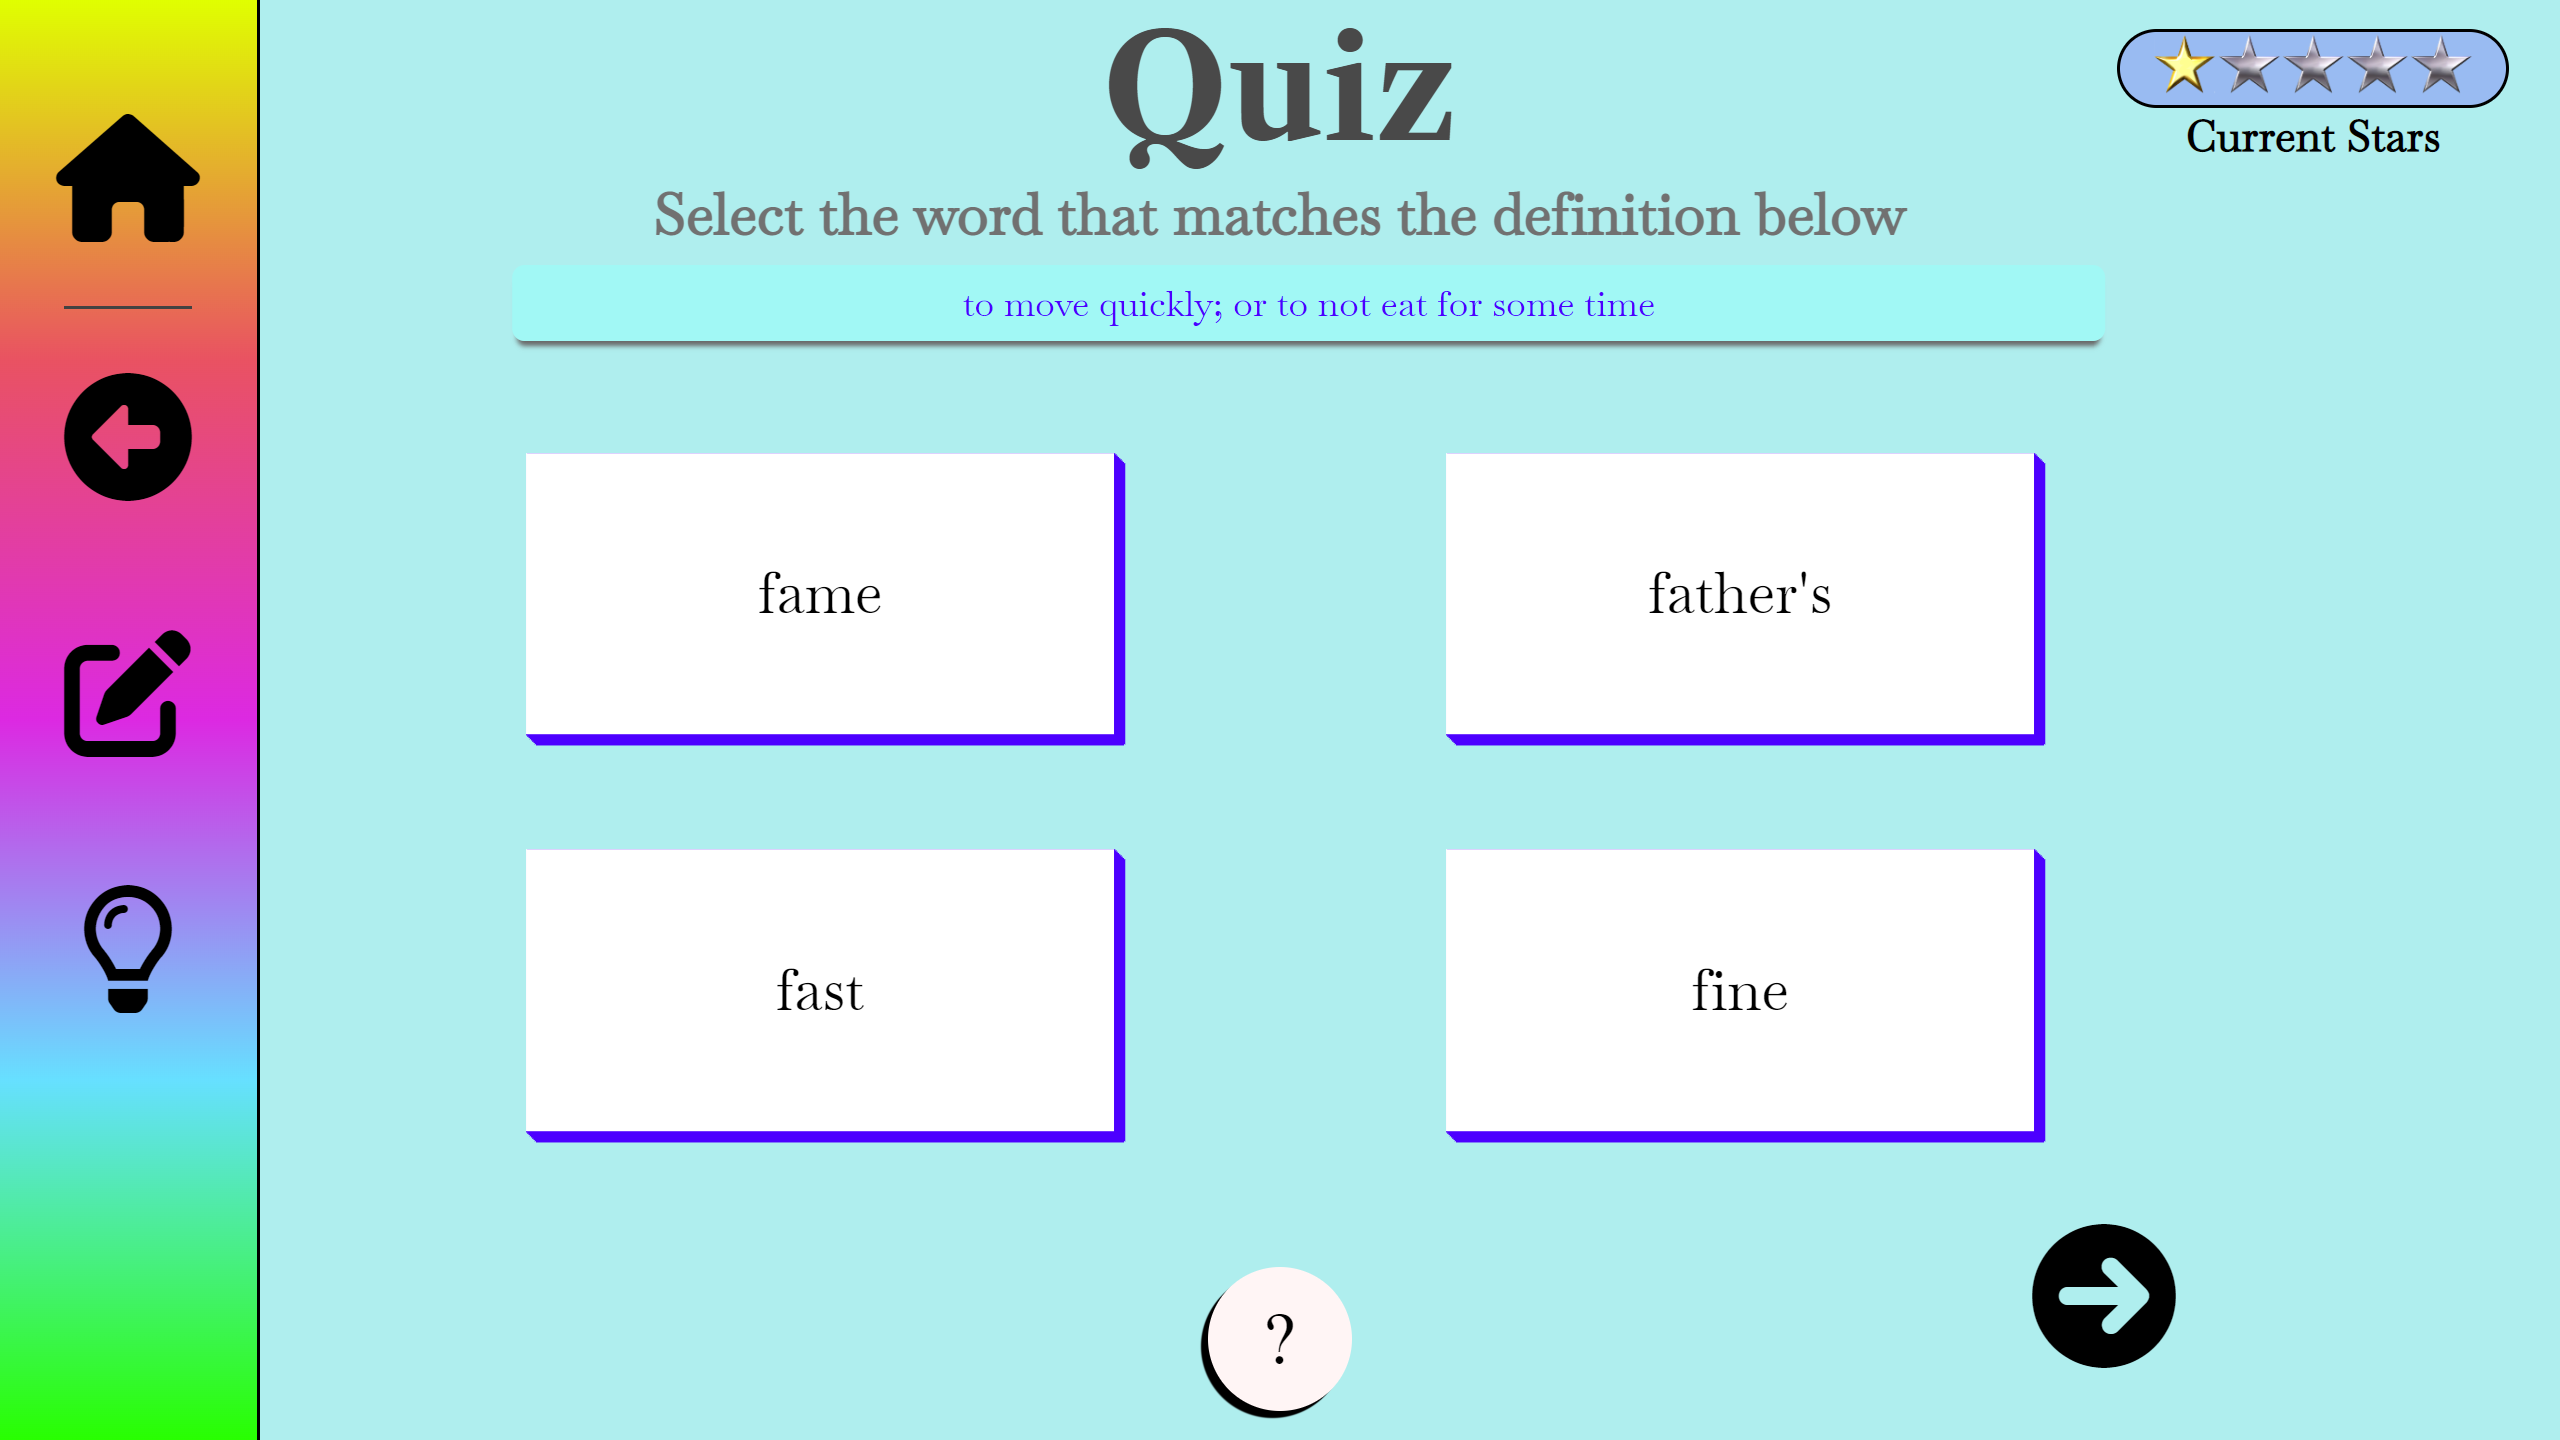 Quiz
Current Stars
Select the word that matches the definition below
to move quickly; or to not eat for some time
fame
father's
fast
fine
?